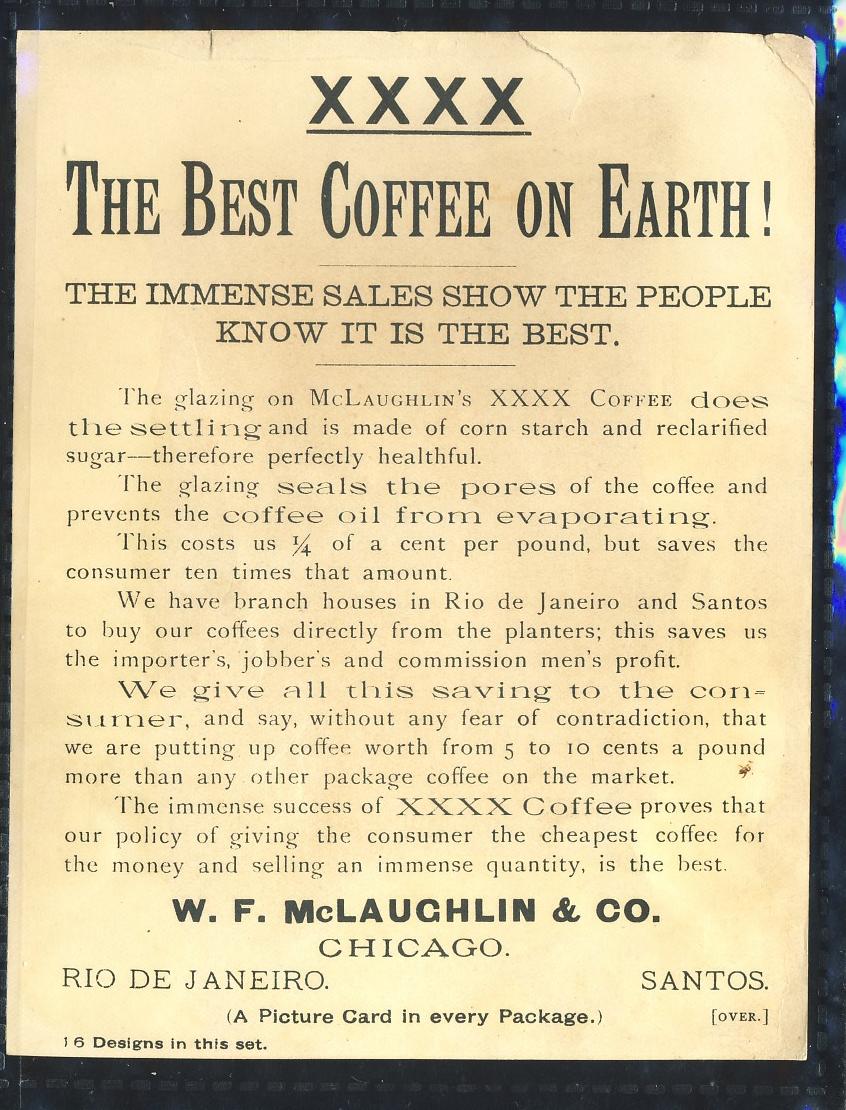 XXXX
THE BEST COFFEE ON EARTH!
THE IMMENSE SALES SHOW THE PEOPLE
KNOW IT IS THE BEST.
The glazing on MCLAUGHLIN'S XXXX COFFEE does
the settling and is made of corn starch and reclarified
sugar—therefore perfectly healthful.
The glazing seals the pores of the coffee and
prevents the coffee oil from evaporating.
This costs us ¼ of a cent per pound, but saves the
consumer ten times that amount.
We have branch houses in Rio de Janeiro and Santos
to buy our coffees directly from the planters; this saves us
the importer's, jobber's and commission men's profit.
We give all this saving to the con-
sumer, and say, without any fear of contradiction, that
we are putting up coffee worth from 5 to 10 cents a pound
more than any other package coffee on the market.
The immense success of XXXX Coffee proves that
our policy of giving the consumer the cheapest coffee for
the money and selling an immense quantity, is the best.
W. F. McLAUGHLIN & CO.
CHICAGO.
RIO DE JANEIRO. SANTOS.
(A Picture Card in every Package.) [OVER.]
16 Designs in this set.